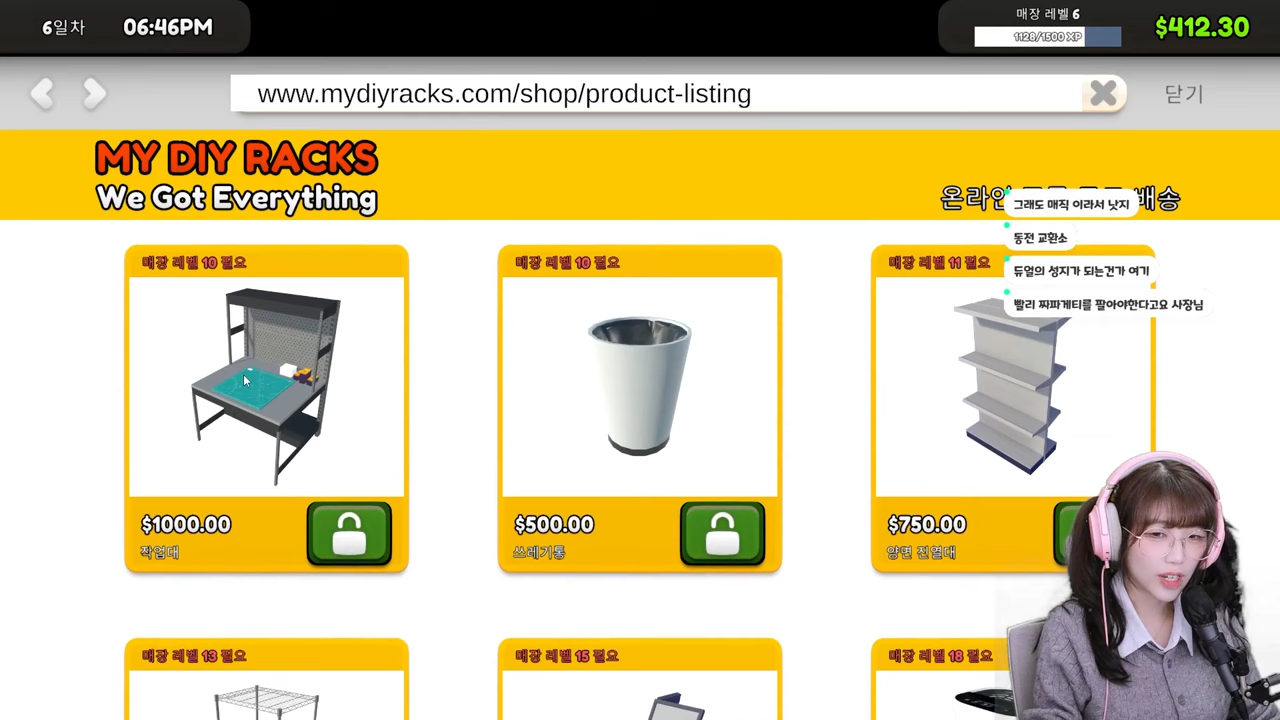 6일차 06:46PM
매장 레벨 6
1128/1500 XP
$412.30
www.mydiyracks.com/shop/product-listing
닫기
MY DIY RACKS
We Got Everything
온라인
배송
그래도 매직 이라서 낫지
동전 교환소
듀얼의 성지가 되는건가 여기
빨리 짜파게티를 팔아야한다고요 사장님
매장 레벨 10 필요
$1000.00
작업대
매장 레벨 10 필요
$500.00
쓰레기통
매장 레벨 11 필요
$750.00
양면 진열대
매장 레벨 13 필요
매장 레벨 15 필요
매장 레벨 18 필요